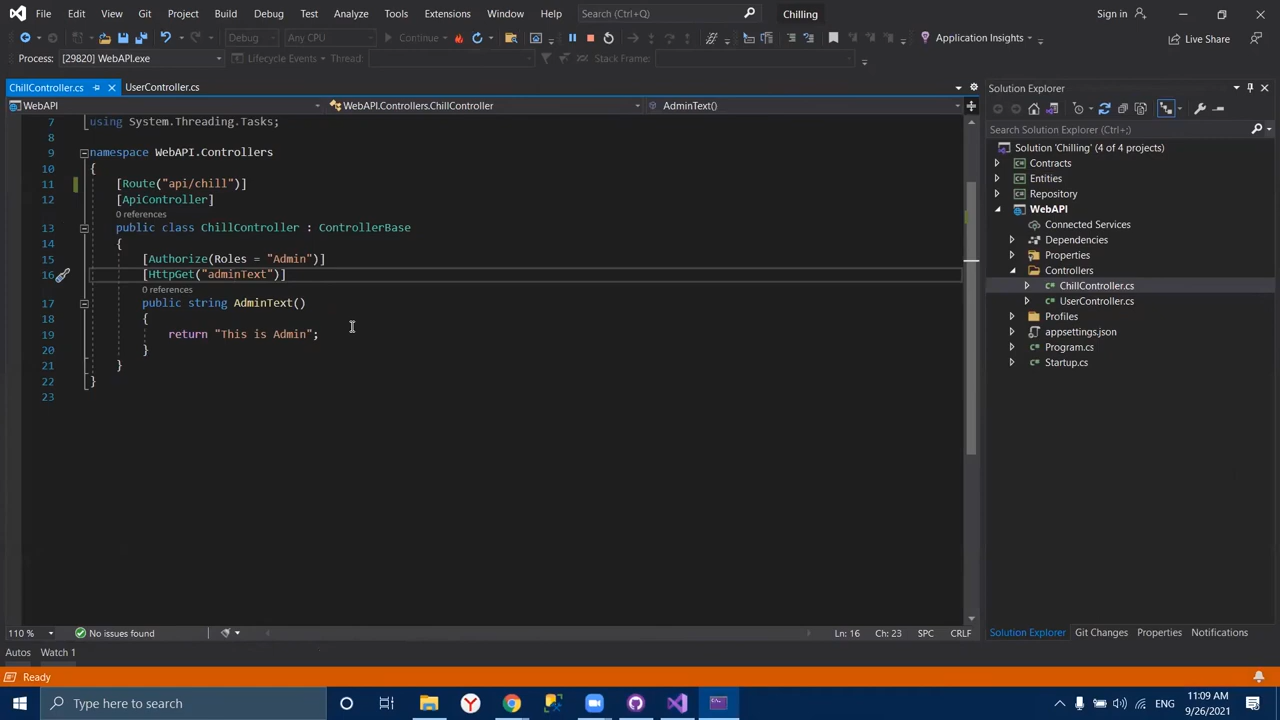 File Edit View Git Project Build Debug Test Analyze Tools Extensions Window Help Search (Ctrl+Q) Chilling Sign in
Debug Any CPU Continue Application Insights Live Share
Process: [29820] WebAPI.exe Lifecycle Events Thread: Stack Frame:
ChillController.cs UserController.cs
WebAPI WebAPI.Controllers.ChillController AdminText()
7 using System.Threading.Tasks;
8
9 namespace WebAPI.Controllers
10 {
11 [Route("api/chill")]
12 [ApiController]
0 references
13 public class ChillController : ControllerBase
14 {
15 [Authorize(Roles = "Admin")]
16 [HttpGet("adminText")]
0 references
17 public string AdminText()
18 {
19 return "This is Admin";
20 }
21 }
22 }
23
110 % No issues found Ln: 16 Ch: 23 SPC CRLF
Solution Explorer
Search Solution Explorer (Ctrl+;)
Solution 'Chilling' (4 of 4 projects)
Contracts
Entities
Repository
WebAPI
Connected Services
Dependencies
Properties
Controllers
ChillController.cs
UserController.cs
Profiles
appsettings.json
Program.cs
Startup.cs
Solution Explorer Git Changes Properties Notifications
Autos Watch 1
Ready
Type here to search
ENG
11:09 AM
9/26/2021